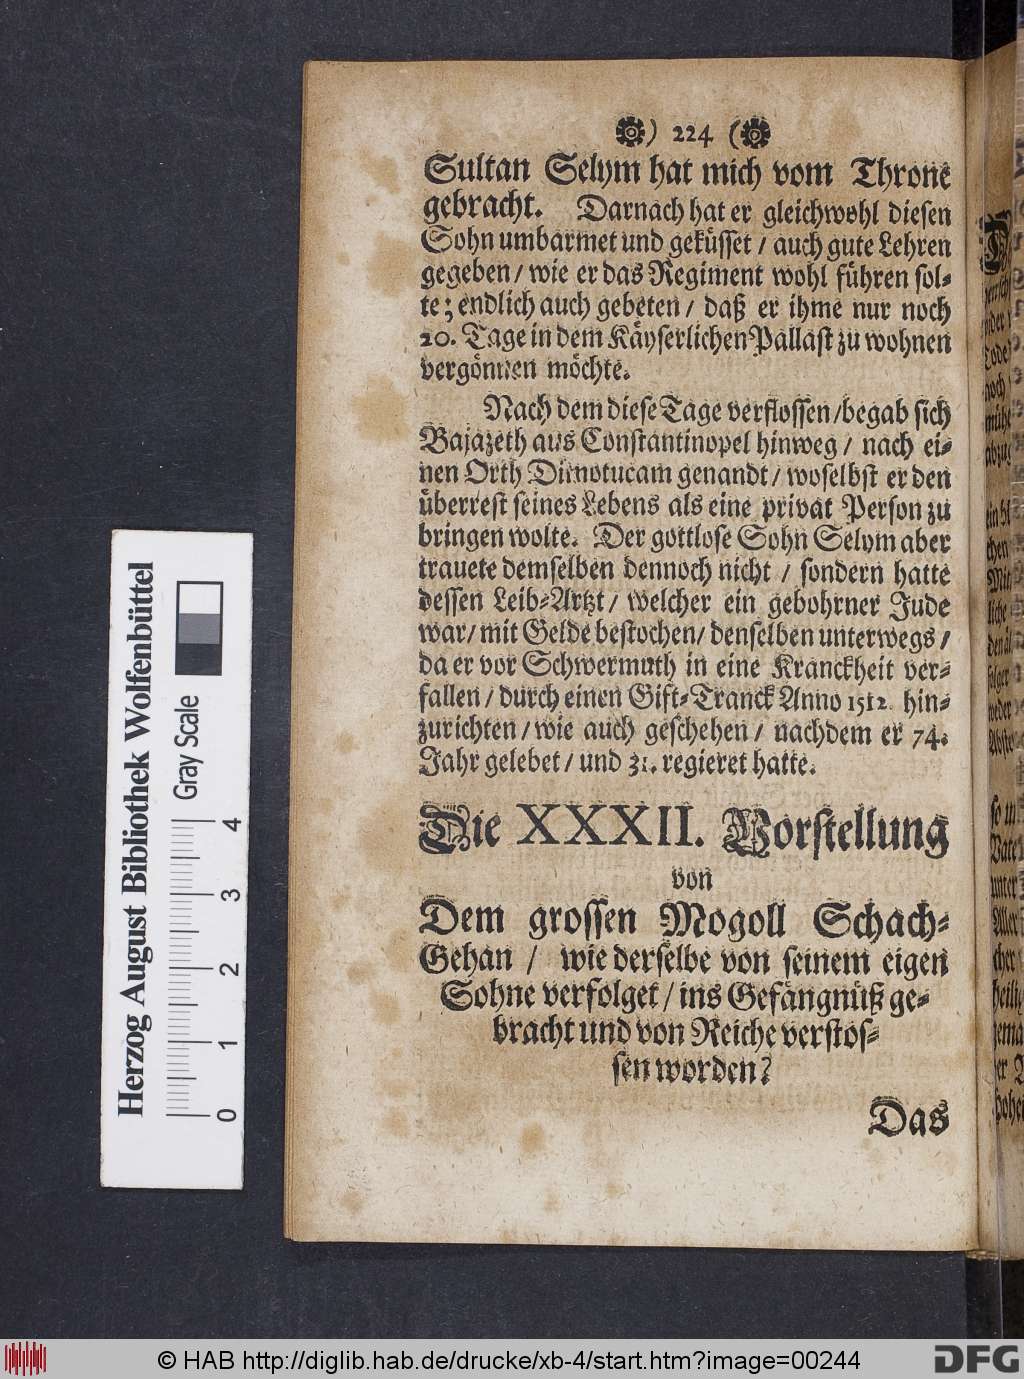 ) 224 (
Sultan Selym hat mich vom Throne
gebracht. Darnach hat er gleichwohl diesen
Sohn umbarmet und geküsset / auch gute Lehren
gegeben / wie er das Regiment wohl führen sol-
te; endlich auch gebeten / daß er ihme nur noch
20. Tage in dem Käyserlichen Pallast zu wohnen
vergönnen möchte.
Nach dem diese Tage verflossen / begab sich
Bajazeth aus Constantinopel hinweg / nach ei-
nen Orth Dimotucam genandt / woselbst er den
überrest seines Lebens als eine privat Person zu
bringen wolte. Der gottlose Sohn Selym aber
trauete demselben dennoch nicht / sondern hatte
dessen Leib-Artzt / welcher ein gebohrner Jude
war / mit Gelde bestochen / denselben unterwegs /
da er vor Schwermuth in eine Kranckheit ver-
fallen / durch einen Gift-Tranck Anno 1512. hin-
zurichten / wie auch geschehen / nachdem er 74.
Jahr gelebet / und 31. regieret hatte.
Die XXXII. Vorstellung
von
Dem grossen Mogoll Schach-
Gehan / wie derselbe von seinem eigen
Sohne verfolget / ins Gefängnüß ge-
bracht und von Reiche verstos-
sen worden?
Das
Herzog August Bibliothek Wolfenbüttel
Gray Scale
0 1 2 3 4
© HAB http://diglib.hab.de/drucke/xb-4/start.htm?image=00244
DFG